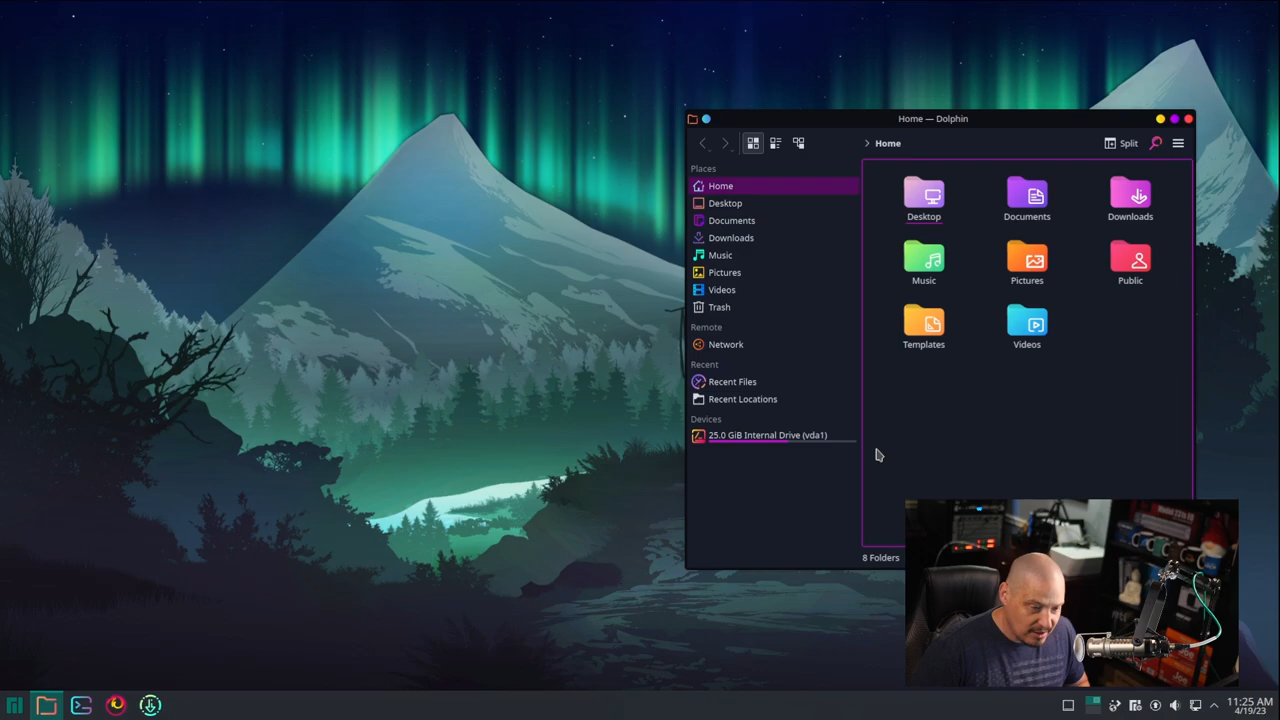 Home — Dolphin
Home
Split
Places
Home
Desktop
Documents
Downloads
Music
Pictures
Videos
Trash
Remote
Network
Recent
Recent Files
Recent Locations
Devices
25.0 GiB Internal Drive (vda1)
Desktop
Documents
Downloads
Music
Pictures
Public
Templates
Videos
8 Folders
11:25 AM
4/19/23